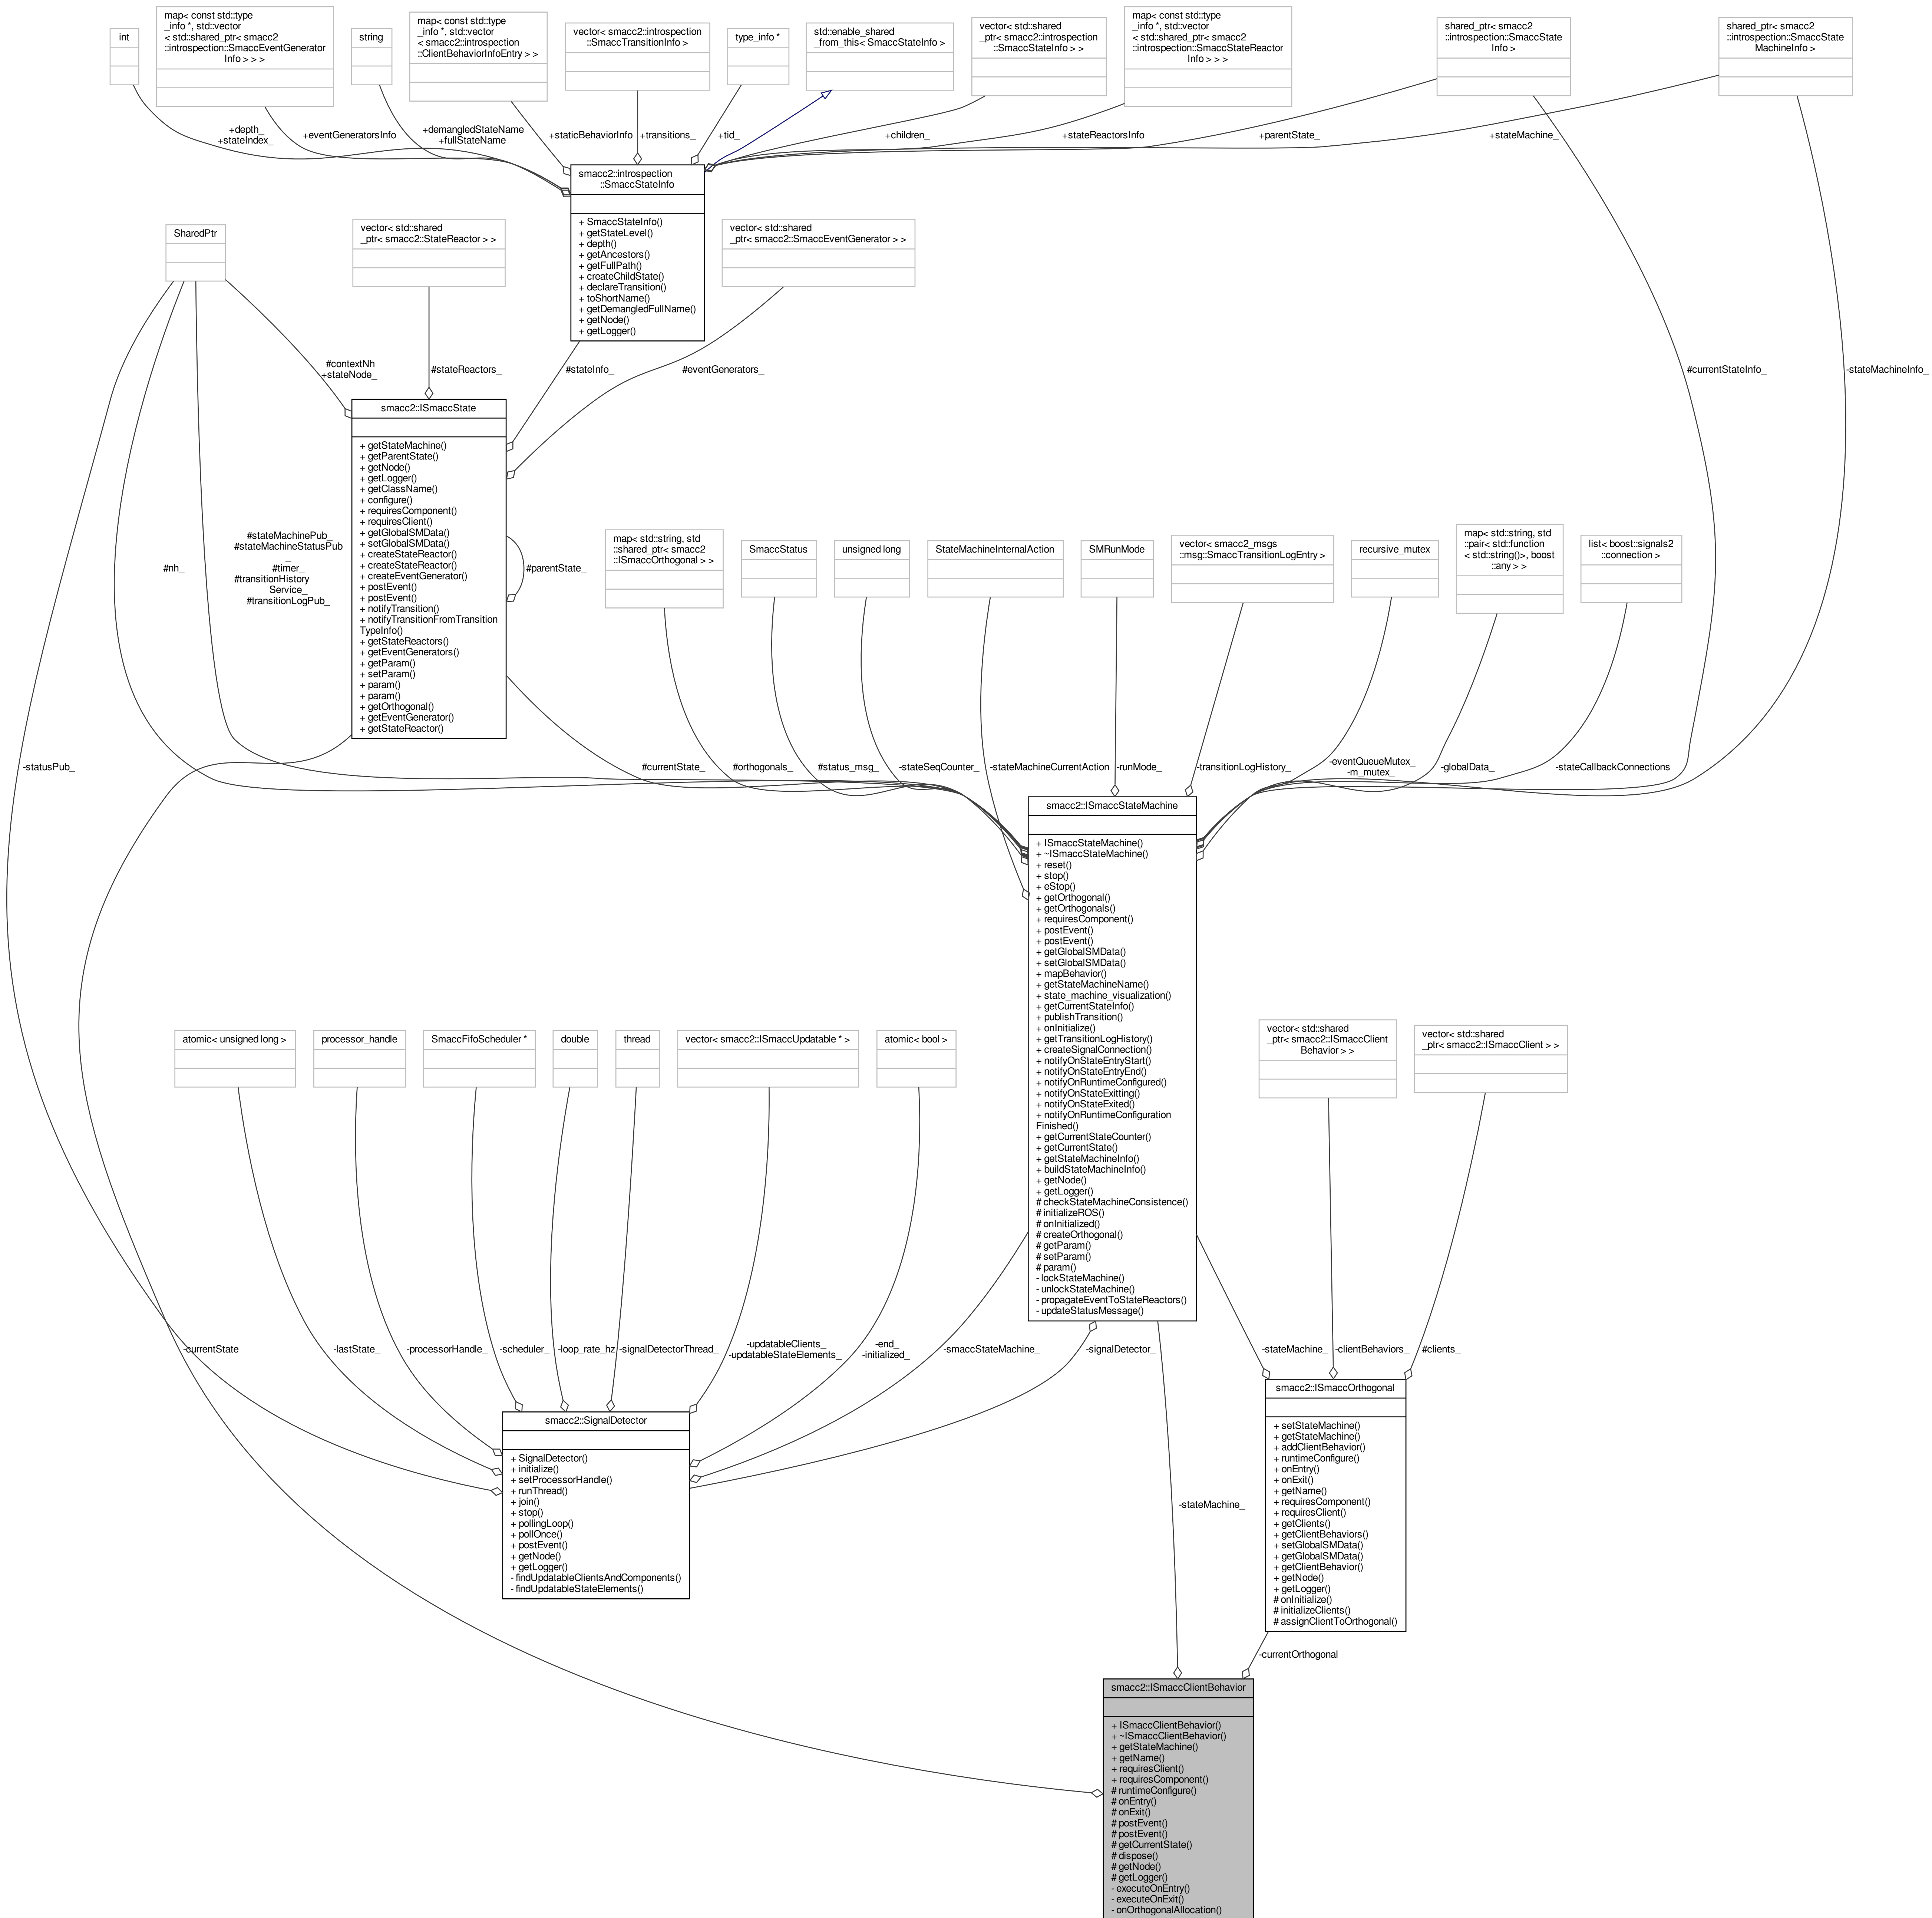 int
map< const std::type
_info *, std::vector
< std::shared_ptr< smacc2
::introspection::SmaccEventGenerator
Info > > >
string
map< const std::type
_info *, std::vector
< smacc2::introspection
::ClientBehaviorInfoEntry > >
vector< smacc2::introspection
::SmaccTransitionInfo >
type_info *
std::enable_shared
_from_this< SmaccStateInfo >
vector< std::shared
_ptr< smacc2::introspection
::SmaccStateInfo > >
map< const std::type
_info *, std::vector
< std::shared_ptr< smacc2
::introspection::SmaccStateReactor
Info > > >
shared_ptr< smacc2
::introspection::SmaccState
Info >
shared_ptr< smacc2
::introspection::SmaccState
MachineInfo >
+depth_
+stateIndex_
+eventGeneratorsInfo
+demangledStateName
+fullStateName
+staticBehaviorInfo
+transitions_
+tid_
+children_
+stateReactorsInfo
+parentState_
+stateMachine_
smacc2::introspection
::SmaccStateInfo
+ SmaccStateInfo()
+ getStateLevel()
+ depth()
+ getAncestors()
+ getFullPath()
+ createChildState()
+ declareTransition()
+ toShortName()
+ getDemangledFullName()
+ getNode()
+ getLogger()
SharedPtr
vector< std::shared
_ptr< smacc2::StateReactor > >
vector< std::shared
_ptr< smacc2::SmaccEventGenerator > >
#contextNh
+stateNode_
#stateReactors_
#stateInfo_
#eventGenerators_
#currentStateInfo_
-stateMachineInfo_
smacc2::ISmaccState
+ getStateMachine()
+ getParentState()
+ getNode()
+ getLogger()
+ getClassName()
+ configure()
+ requiresComponent()
+ requiresClient()
+ getGlobalSMData()
+ setGlobalSMData()
+ createStateReactor()
+ createStateReactor()
+ createEventGenerator()
+ postEvent()
+ postEvent()
+ notifyTransition()
+ notifyTransitionFromTransition
TypeInfo()
+ getStateReactors()
+ getEventGenerators()
+ getParam()
+ setParam()
+ param()
+ param()
+ getOrthogonal()
+ getEventGenerator()
+ getStateReactor()
#parentState_
#nh_
#stateMachinePub_
#stateMachineStatusPub
_
#timer_
#transitionHistory
Service_
#transitionLogPub_
map< std::string, std
::shared_ptr< smacc2
::ISmaccOrthogonal > >
SmaccStatus
unsigned long
StateMachineInternalAction
SMRunMode
vector< smacc2_msgs
::msg::SmaccTransitionLogEntry >
recursive_mutex
map< std::string, std
::pair< std::function
< std::string()>, boost
::any > >
list< boost::signals2
::connection >
-statusPub_
#currentState_
#orthogonals_
#status_msg_
-stateSeqCounter_
-stateMachineCurrentAction
-runMode_
-transitionLogHistory_
-eventQueueMutex_
-m_mutex_
-globalData_
-stateCallbackConnections
smacc2::ISmaccStateMachine
+ ISmaccStateMachine()
+ ~ISmaccStateMachine()
+ reset()
+ stop()
+ eStop()
+ getOrthogonal()
+ getOrthogonals()
+ requiresComponent()
+ postEvent()
+ postEvent()
+ getGlobalSMData()
+ setGlobalSMData()
+ mapBehavior()
+ getStateMachineName()
+ state_machine_visualization()
+ getCurrentStateInfo()
+ publishTransition()
+ onInitialize()
+ getTransitionLogHistory()
+ createSignalConnection()
+ notifyOnStateEntryStart()
+ notifyOnStateEntryEnd()
+ notifyOnRuntimeConfigured()
+ notifyOnStateExitting()
+ notifyOnStateExited()
+ notifyOnRuntimeConfiguration
Finished()
+ getCurrentStateCounter()
+ getCurrentState()
+ getStateMachineInfo()
+ buildStateMachineInfo()
+ getNode()
+ getLogger()
# checkStateMachineConsistence()
# initializeROS()
# onInitialized()
# createOrthogonal()
# getParam()
# setParam()
# param()
- lockStateMachine()
- unlockStateMachine()
- propagateEventToStateReactors()
- updateStatusMessage()
atomic< unsigned long >
processor_handle
SmaccFifoScheduler *
double
thread
vector< smacc2::ISmaccUpdatable * >
atomic< bool >
vector< std::shared
_ptr< smacc2::ISmaccClient
Behavior > >
vector< std::shared
_ptr< smacc2::ISmaccClient > >
-currentState
-lastState_
-processorHandle_
-scheduler_
-loop_rate_hz
-signalDetectorThread_
-updatableClients_
-updatableStateElements_
-end_
-initialized_
-smaccStateMachine_
-signalDetector_
-stateMachine_
-clientBehaviors_
#clients_
smacc2::SignalDetector
+ SignalDetector()
+ initialize()
+ setProcessorHandle()
+ runThread()
+ join()
+ stop()
+ pollingLoop()
+ pollOnce()
+ postEvent()
+ getNode()
+ getLogger()
- findUpdatableClientsAndComponents()
- findUpdatableStateElements()
smacc2::ISmaccOrthogonal
+ setStateMachine()
+ getStateMachine()
+ addClientBehavior()
+ runtimeConfigure()
+ onEntry()
+ onExit()
+ getName()
+ requiresComponent()
+ requiresClient()
+ getClients()
+ getClientBehaviors()
+ setGlobalSMData()
+ getGlobalSMData()
+ getClientBehavior()
+ getNode()
+ getLogger()
# onInitialize()
# initializeClients()
# assignClientToOrthogonal()
-stateMachine_
-currentOrthogonal
smacc2::ISmaccClientBehavior
+ ISmaccClientBehavior()
+ ~ISmaccClientBehavior()
+ getStateMachine()
+ getName()
+ requiresClient()
+ requiresComponent()
# runtimeConfigure()
# onEntry()
# onExit()
# postEvent()
# postEvent()
# getCurrentState()
# dispose()
# getNode()
# getLogger()
- executeOnEntry()
- executeOnExit()
- onOrthogonalAllocation()